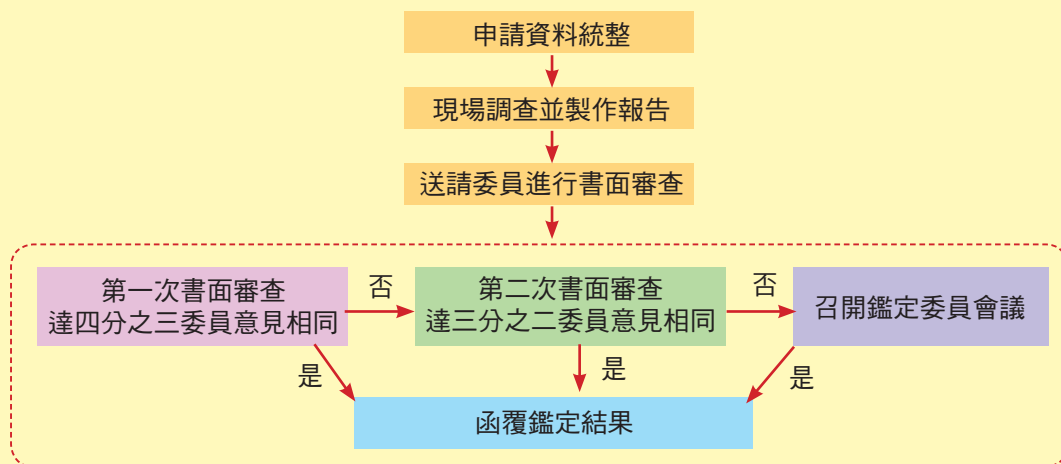 申請資料統整
現場調查並製作報告
送請委員進行書面審查
第一次書面審查
達四分之三委員意見相同
否
第二次書面審查
達三分之二委員意見相同
否
召開鑑定委員會議
是
是
是
函覆鑑定結果